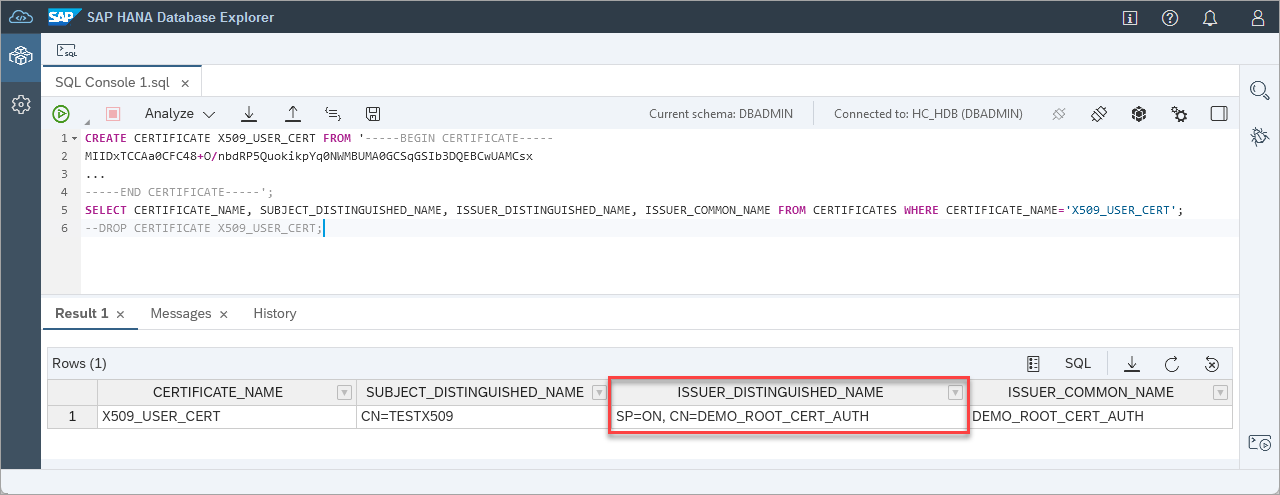 SAP SAP HANA Database Explorer
SQL
SQL Console 1.sql
Analyze Current schema: DBADMIN Connected to: HC_HDB (DBADMIN)
1 CREATE CERTIFICATE X509_USER_CERT FROM '-----BEGIN CERTIFICATE-----
2 MIIDxTCCAa0CFC48+O/nbdRP5QuokikpYq0NWMBUMA0GCSqGSIb3DQEBCwUAMCsx
3 ...
4 -----END CERTIFICATE-----';
5 SELECT CERTIFICATE_NAME, SUBJECT_DISTINGUISHED_NAME, ISSUER_DISTINGUISHED_NAME, ISSUER_COMMON_NAME FROM CERTIFICATES WHERE CERTIFICATE_NAME='X509_USER_CERT';
6 --DROP CERTIFICATE X509_USER_CERT;
Result 1 Messages History
Rows (1) SQL
CERTIFICATE_NAME SUBJECT_DISTINGUISHED_NAME ISSUER_DISTINGUISHED_NAME ISSUER_COMMON_NAME
1 X509_USER_CERT CN=TESTX509 SP=ON, CN=DEMO_ROOT_CERT_AUTH DEMO_ROOT_CERT_AUTH